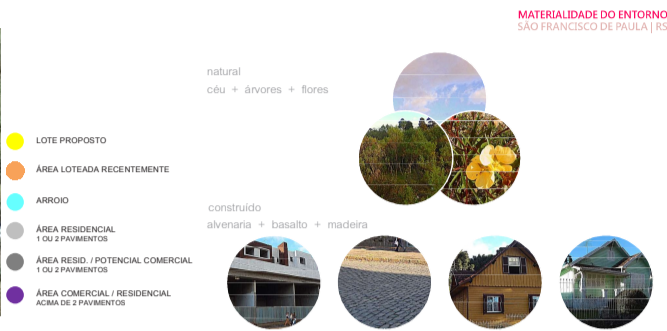 MATERIALIDADE DO ENTORNO
SÃO FRANCISCO DE PAULA | RS
natural
céu + árvores + flores
LOTE PROPOSTO
ÁREA LOTEADA RECENTEMENTE
ARROIO
ÁREA RESIDENCIAL
1 OU 2 PAVIMENTOS
ÁREA RESID. / POTENCIAL COMERCIAL
1 OU 2 PAVIMENTOS
ÁREA COMERCIAL / RESIDENCIAL
ACIMA DE 2 PAVIMENTOS
construído
alvenaria + basalto + madeira